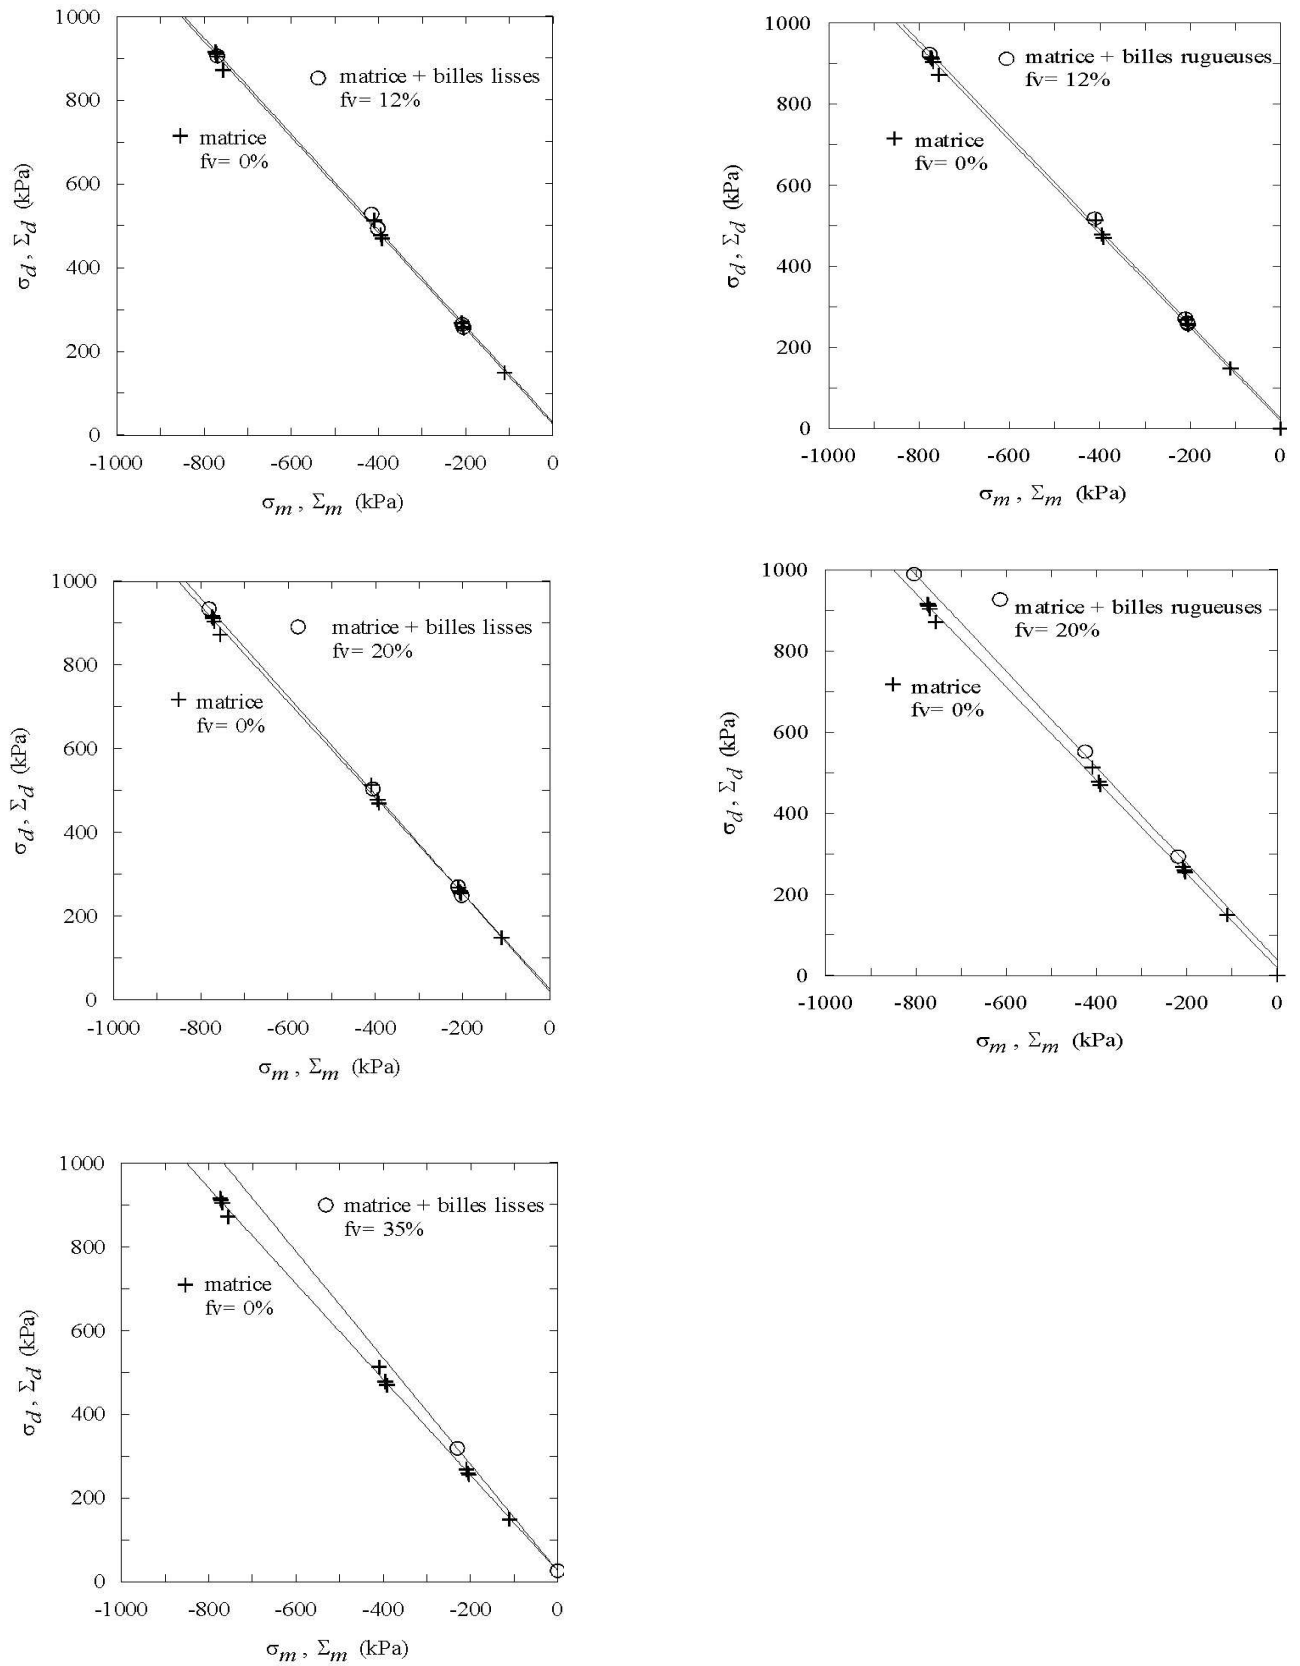 1000
matrice + billes lisses
fv= 12%
800
matrice
fv= 0%
600
σd , Σd (kPa)
400
200
0
-1000 -800 -600 -400 -200 0
σm , Σm (kPa)
1000
matrice + billes rugueuses
fv= 12%
800
matrice
fv= 0%
600
σd , Σd (kPa)
400
200
0
-1000 -800 -600 -400 -200 0
σm , Σm (kPa)
1000
matrice + billes lisses
fv= 20%
800
matrice
fv= 0%
600
σd , Σd (kPa)
400
200
0
-1000 -800 -600 -400 -200 0
σm , Σm (kPa)
1000
matrice + billes rugueuses
fv= 20%
800
matrice
fv= 0%
600
σd , Σd (kPa)
400
200
0
-1000 -800 -600 -400 -200 0
σm , Σm (kPa)
1000
matrice + billes lisses
fv= 35%
800
matrice
fv= 0%
600
σd , Σd (kPa)
400
200
0
-1000 -800 -600 -400 -200 0
σm , Σm (kPa)